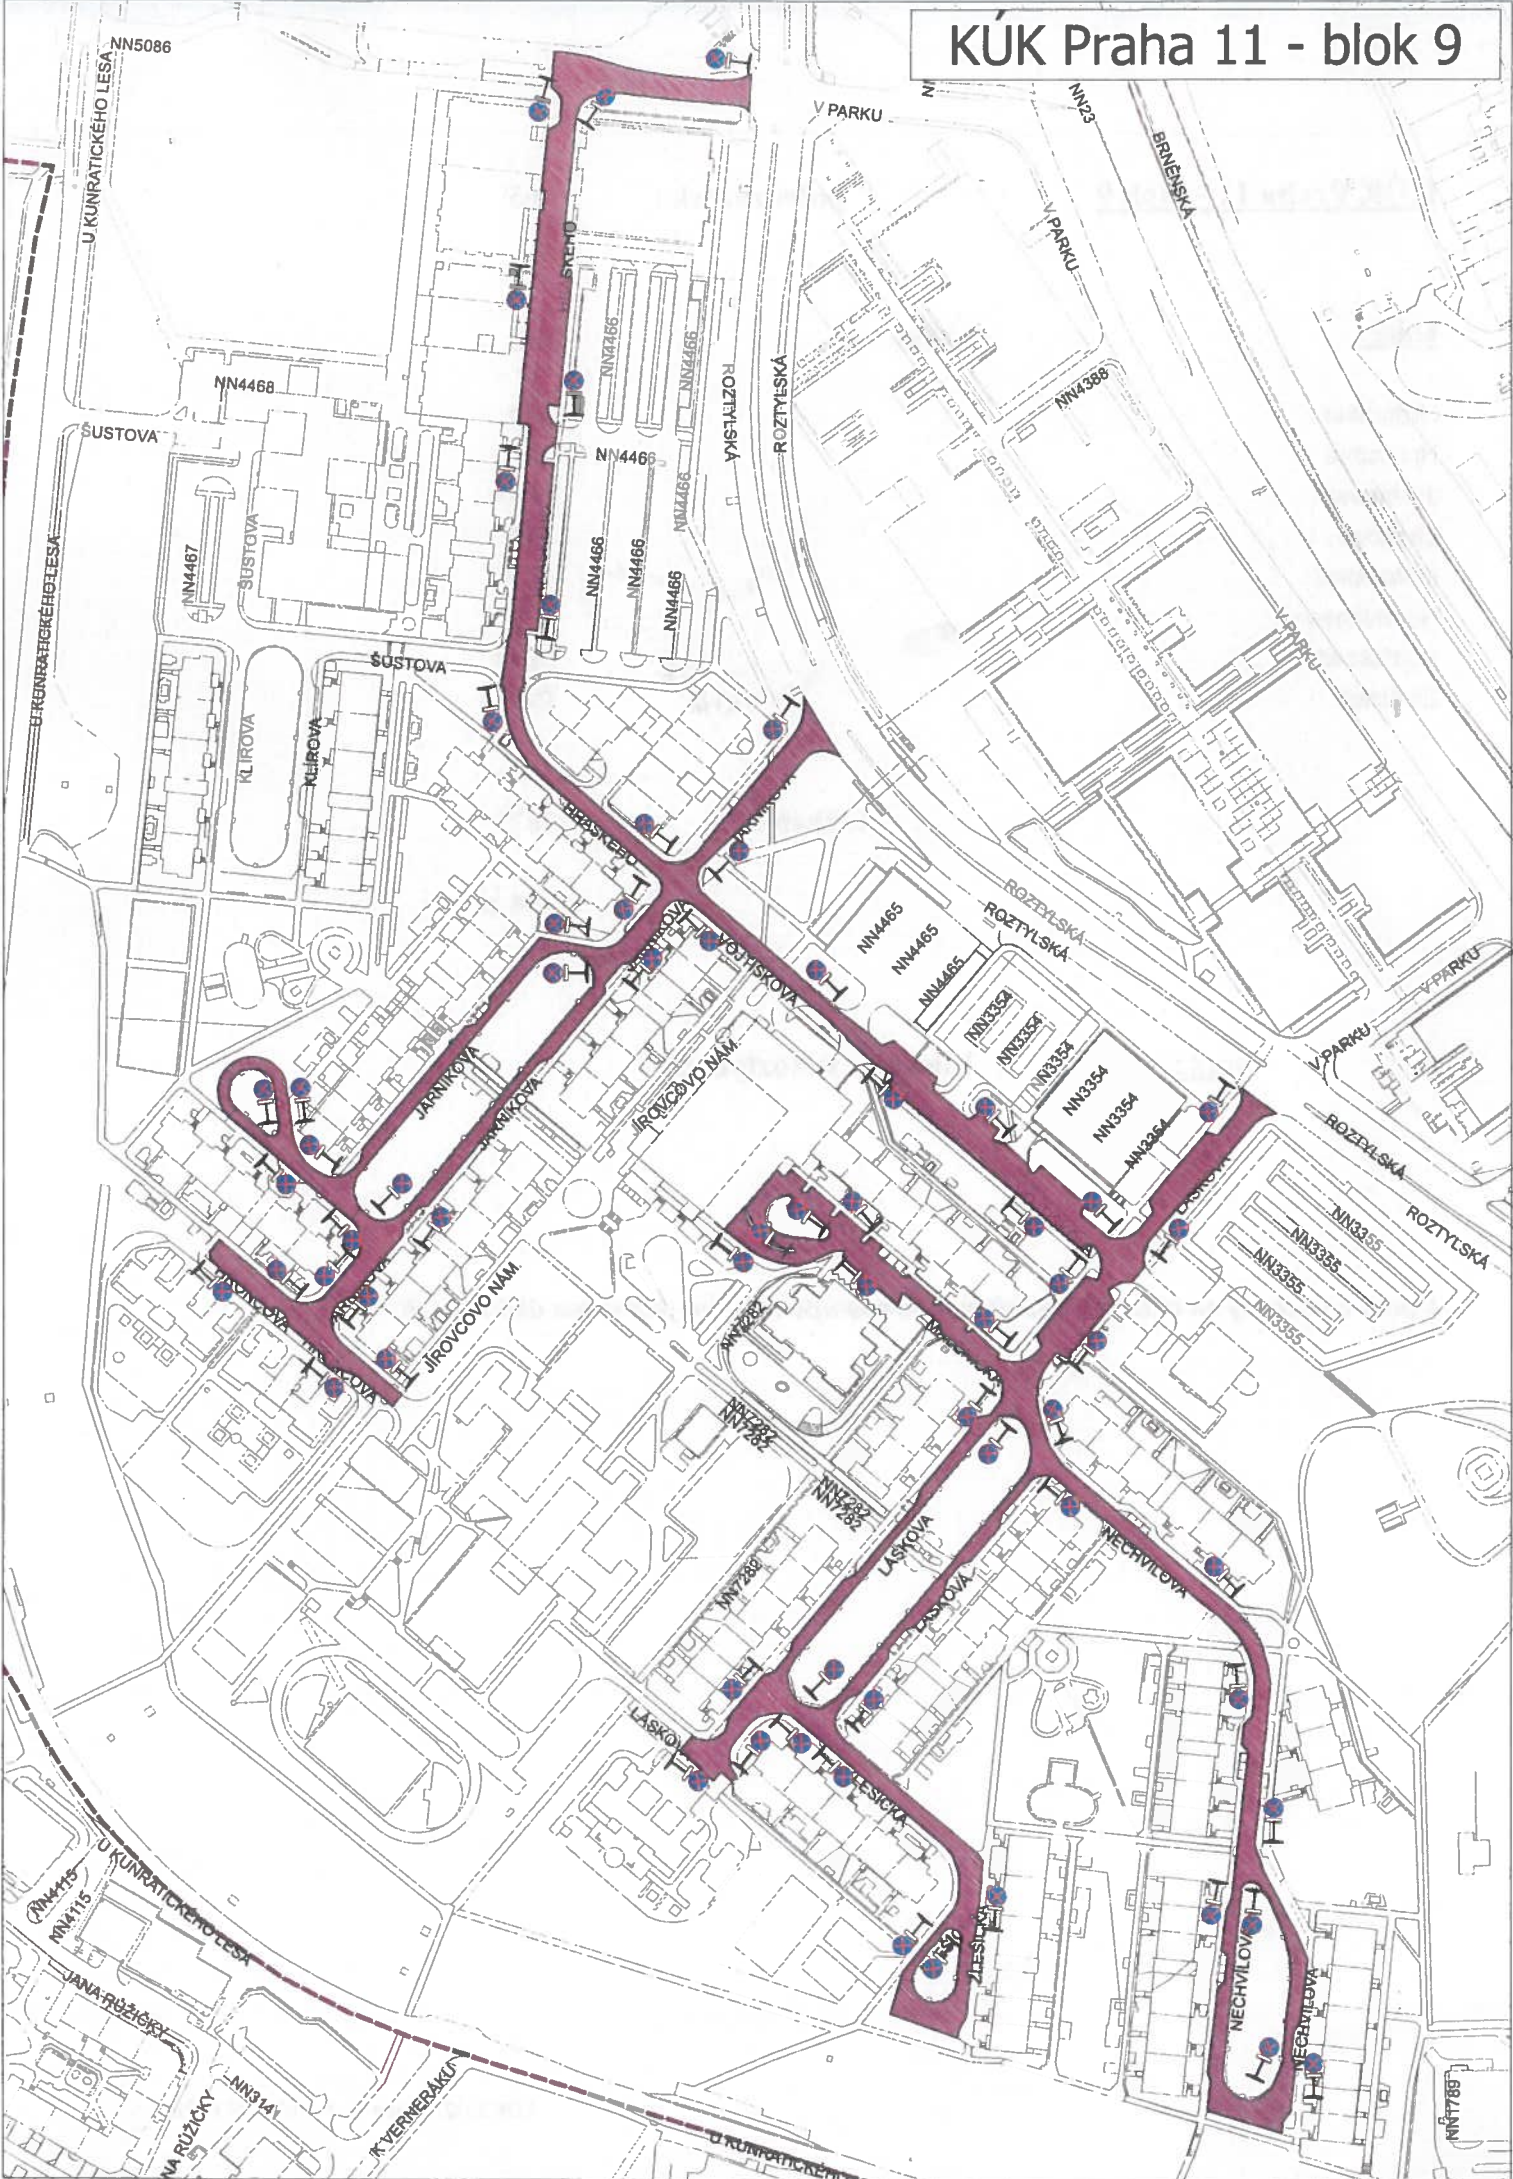 KÚK Praha 11 - blok 9
NN5086
U KUNRATICKÉHO LESA
V PARKU
NN23
BRNĚNSKÁ
V PARKU
NN4466
NN4466
ROZTYLSKÁ
ROZTYLSKÁ
NN4388
NN4468
ŠUSTOVA
NN4466
NN4466
NN4467
ŠUSTOVA
U KUNRATICKÉHO LESA
NN4466
NN4466
NN4466
V PARKU
ŠUSTOVA
KLÍROVA
KLÍROVA
HRÁSKÉHO
ROZTYLSKÁ
ROZTYLSKÁ
NN4465
NN4465
NN4465
VOJTÍŠKOVA
V PARKU
NN3354
NN3354
NN3354
V PARKU
JÍROVCOVO NÁM.
JARNÍKOVA
JARNÍKOVA
NN3354
NN3354
NN3354
ROZTYLSKÁ
ROZTYLSKÁ
NN3355
NN3355
NN3355
NN3355
JÍROVCOVO NÁM.
NN7282
NN7282
NN7282
NN7282
NN7282
LÁSKOVA
LÁSKOVA
NECHVÍLOVA
ZLEŠICKÁ
NECHVÍLOVA
NECHVÍLOVA
U KUNRATICKÉHO LESA
NN4115
NN4115
JANA RŮŽIČKY
NN3141
K VERNERÁKU
NA RŮŽIČKY
NN1789